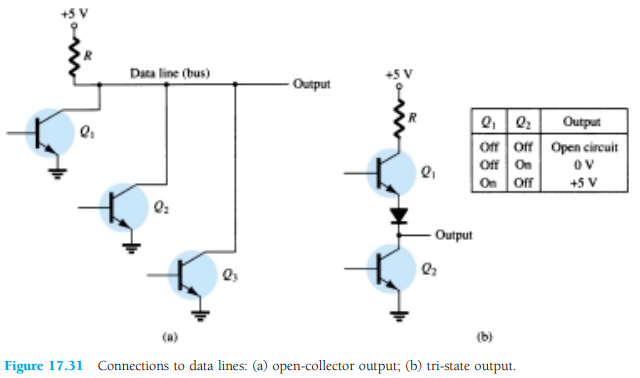 +5 V
R
Data line (bus)
Output
Q₁
Q₂
Q₃
(a)
+5 V
R
Q₁
Output
Q₂
Q₁ Q₂ Output
Off Off Open circuit
Off On 0 V
On Off +5 V
(b)
Figure 17.31 Connections to data lines: (a) open-collector output; (b) tri-state output.